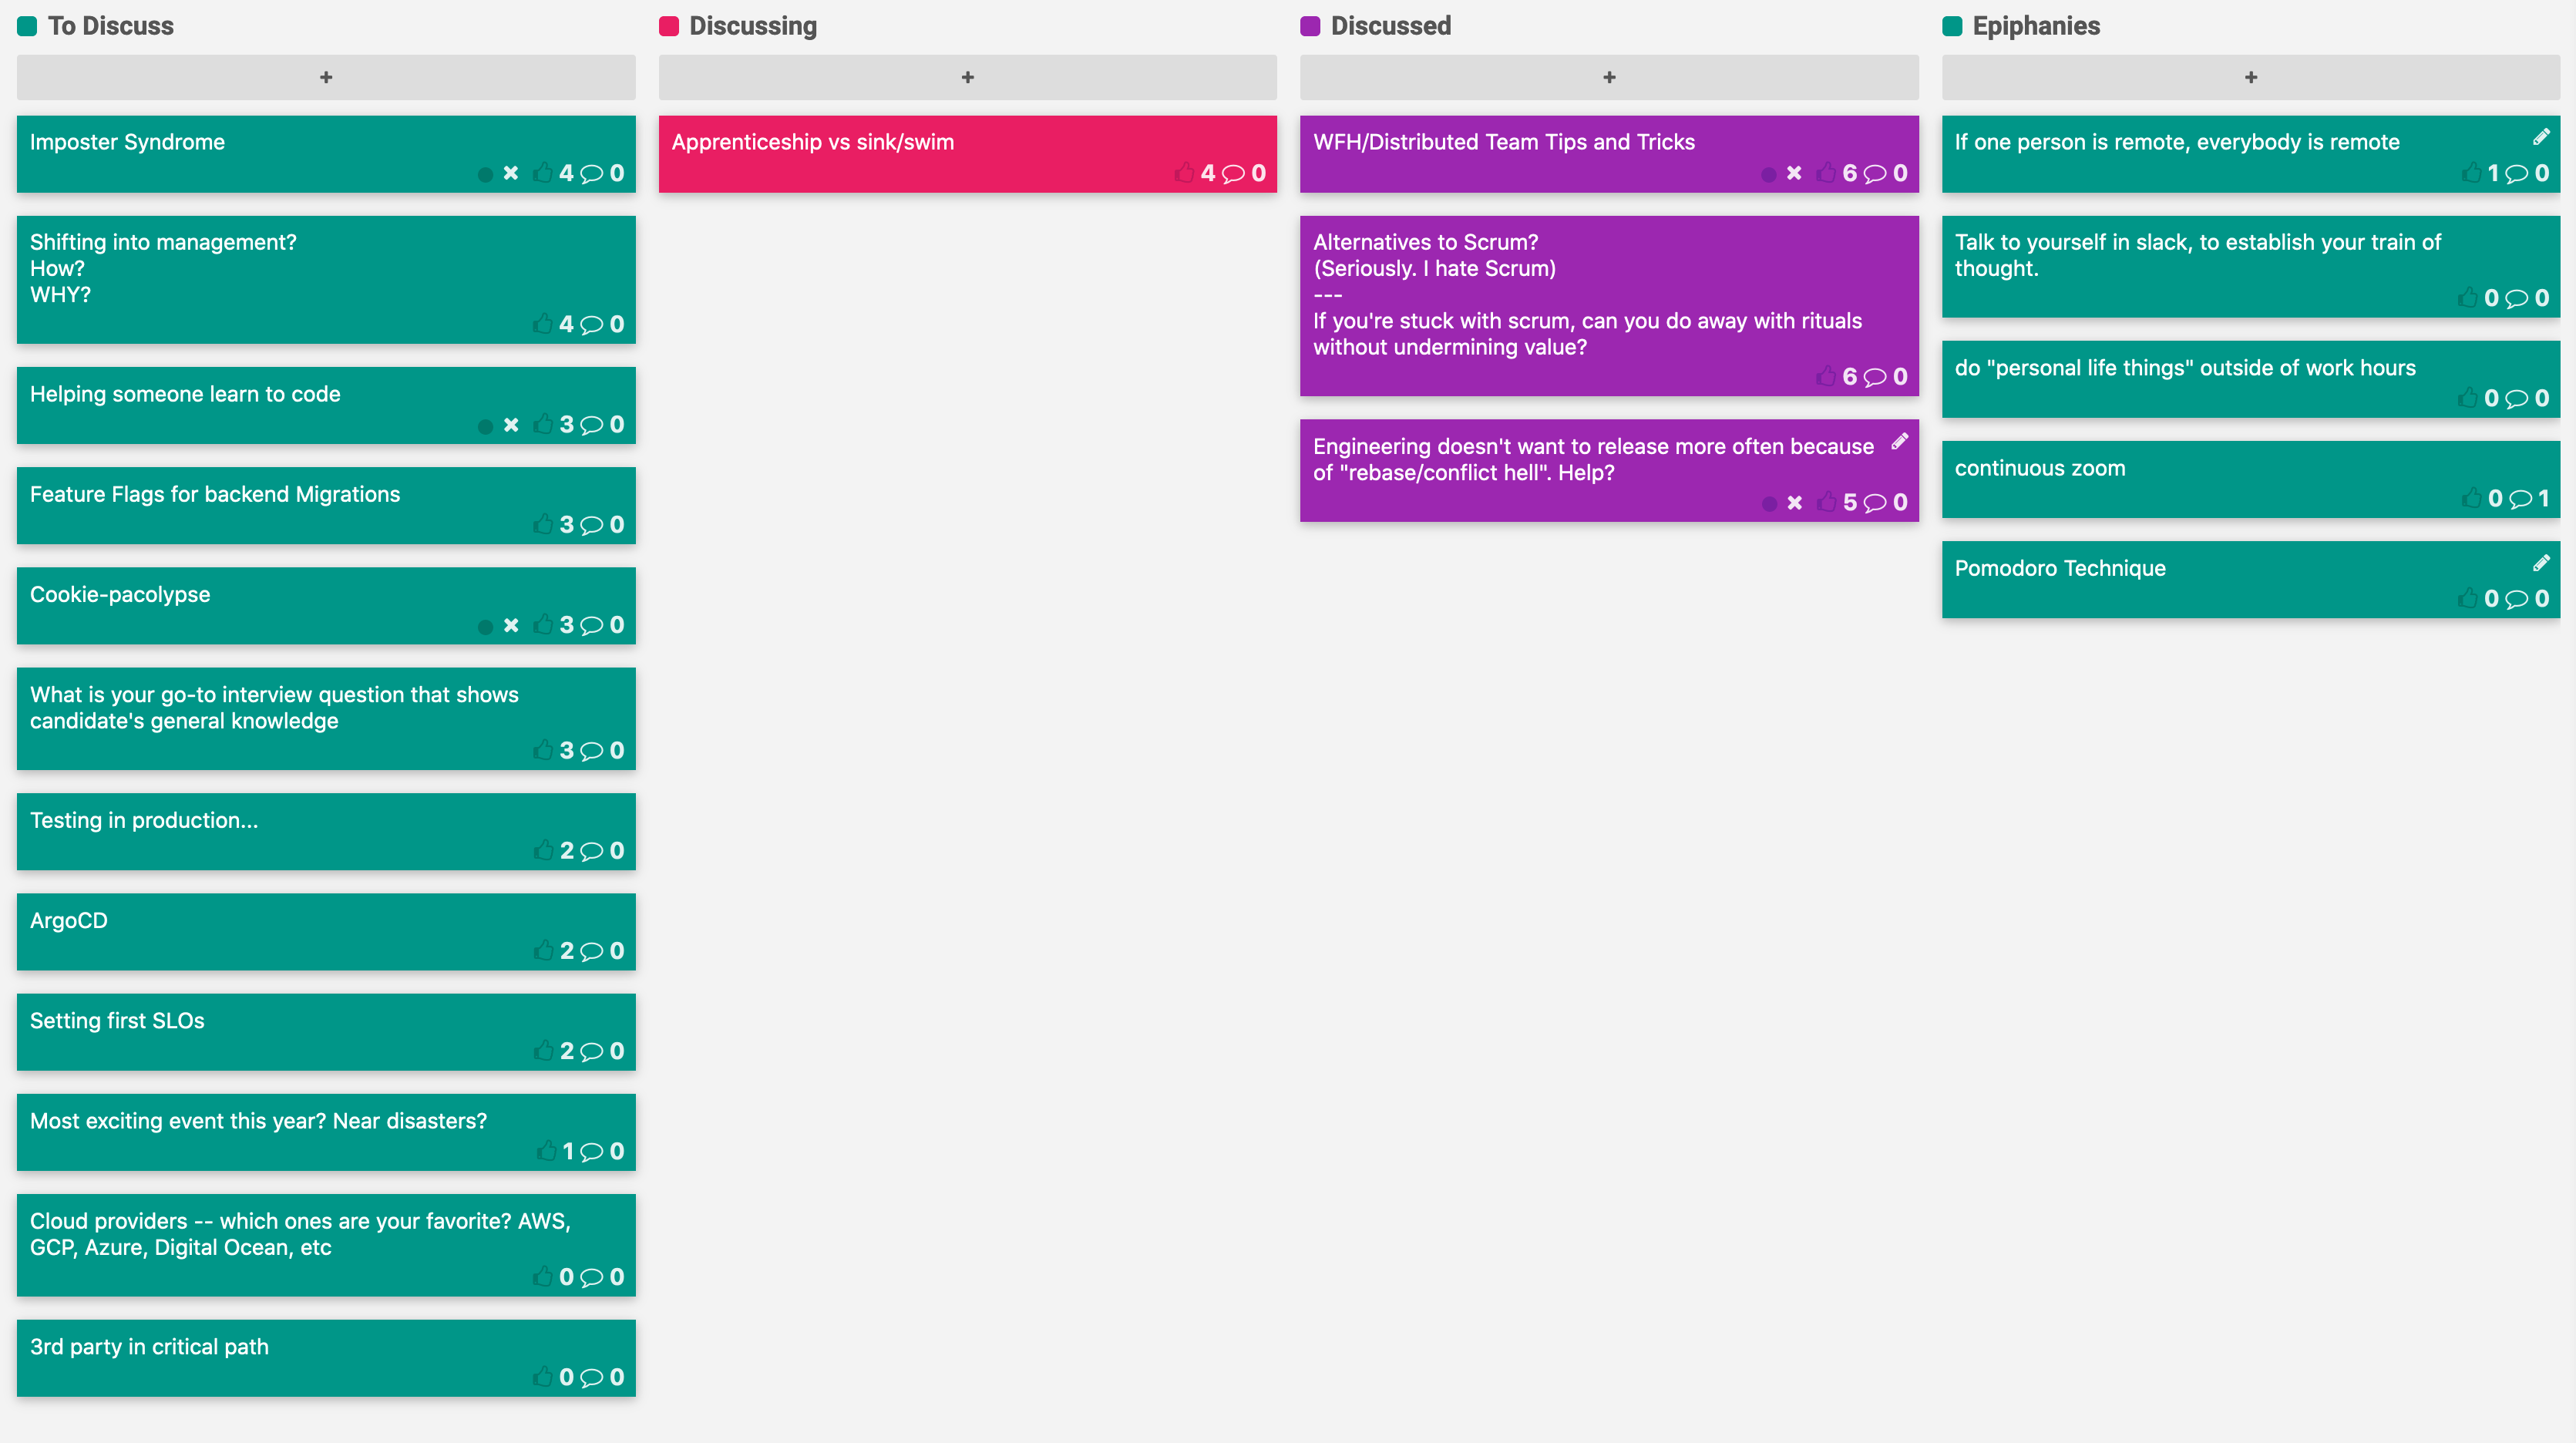 To Discuss
+
Imposter Syndrome
4 0
Shifting into management?
How?
WHY?
4 0
Helping someone learn to code
3 0
Feature Flags for backend Migrations
3 0
Cookie-pacolypse
3 0
What is your go-to interview question that shows
candidate's general knowledge
3 0
Testing in production...
2 0
ArgoCD
2 0
Setting first SLOs
2 0
Most exciting event this year? Near disasters?
1 0
Cloud providers -- which ones are your favorite? AWS,
GCP, Azure, Digital Ocean, etc
0 0
3rd party in critical path
0 0
Discussing
+
Apprenticeship vs sink/swim
4 0
Discussed
+
WFH/Distributed Team Tips and Tricks
6 0
Alternatives to Scrum?
(Seriously. I hate Scrum)
---
If you're stuck with scrum, can you do away with rituals
without undermining value?
6 0
Engineering doesn't want to release more often because
of "rebase/conflict hell". Help?
5 0
Epiphanies
+
If one person is remote, everybody is remote
1 0
Talk to yourself in slack, to establish your train of
thought.
0 0
do "personal life things" outside of work hours
0 0
continuous zoom
0 1
Pomodoro Technique
0 0